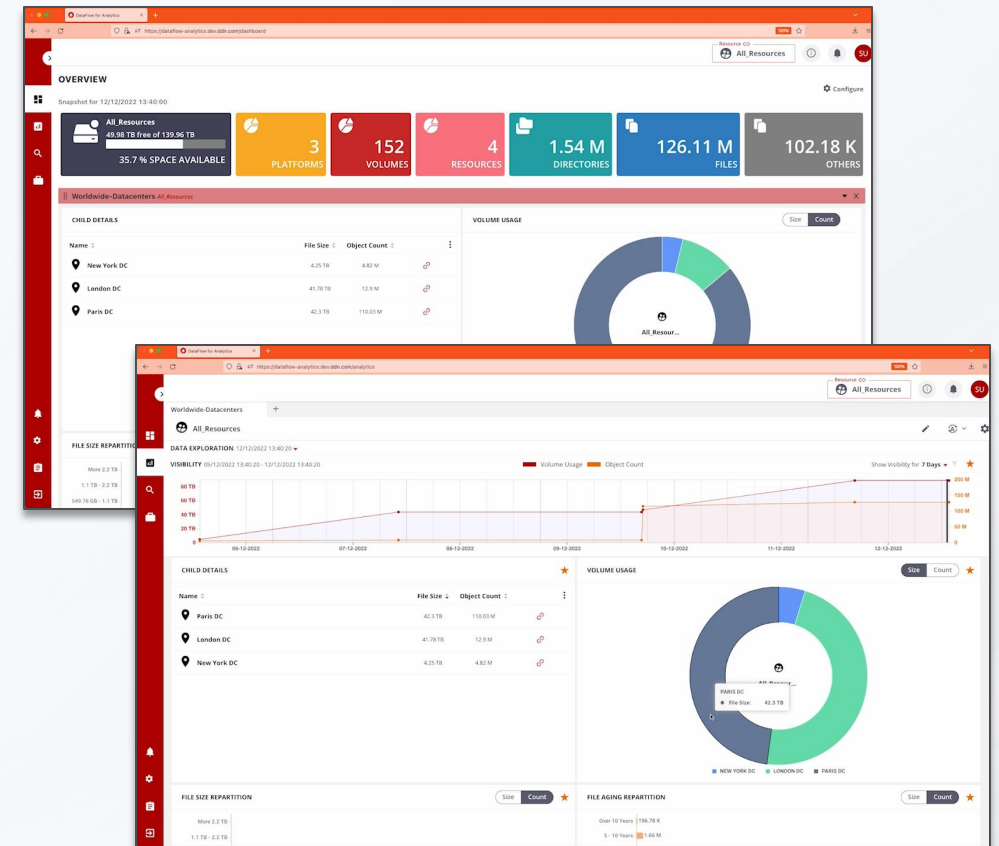 DataFlow for Analytics
https://dataflow-analytics.dev.ddn.com/dashboard
120%
Resource GO
All_Resources
SU
OVERVIEW
Configure
Snapshot for 12/12/2022 13:40:00
All_Resources
49.98 TB free of 139.96 TB
35.7 % SPACE AVAILABLE
3
PLATFORMS
152
VOLUMES
4
RESOURCES
1.54 M
DIRECTORIES
126.11 M
FILES
102.18 K
OTHERS
Worldwide-Datacenters All_Resources
CHILD DETAILS
Name File Size Object Count
New York DC 4.25 TB 4.82 M
London DC 41.78 TB 12.9 M
Paris DC 42.3 TB 110.03 M
VOLUME USAGE
Size Count
All_Resour...
FILE SIZE REPARTITIO
More 2.2 TB
1.1 TB - 2.2 TB
549.76 GB - 1.1 TB
DataFlow for Analytics
https://dataflow-analytics.dev.ddn.com/analytics
120%
Resource GO
All_Resources
SU
Worldwide-Datacenters
All_Resources
DATA EXPLORATION 12/12/2022 13:40:20
VISIBILITY 05/12/2022 13:40:20 - 12/12/2022 13:40:20
Volume Usage Object Count
Show Visibility for 7 Days
80 TB
60 TB
40 TB
20 TB
0
200 M
150 M
100 M
50 M
0
06-12-2022 07-12-2022 08-12-2022 09-12-2022 10-12-2022 11-12-2022 12-12-2022
CHILD DETAILS
Name File Size Object Count
Paris DC 42.3 TB 110.03 M
London DC 41.78 TB 12.9 M
New York DC 4.25 TB 4.82 M
VOLUME USAGE
Size Count
PARIS DC
File Size: 42.3 TB
NEW YORK DC LONDON DC PARIS DC
FILE SIZE REPARTITION
Size Count
More 2.2 TB
1.1 TB - 2.2 TB
FILE AGING REPARTITION
Size Count
Over 10 Years 196.78 K
5 - 10 Years 1.66 M